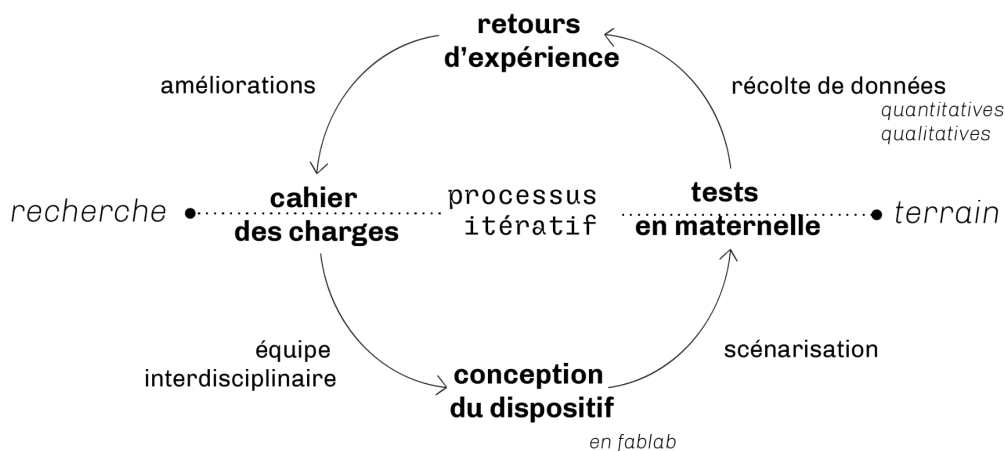 retours
d'expérience
améliorations
récolte de données
quantitatives
qualitatives
recherche
cahier
des charges
processus
itératif
tests
en maternelle
terrain
équipe
interdisciplinaire
scénarisation
conception
du dispositif
en fablab